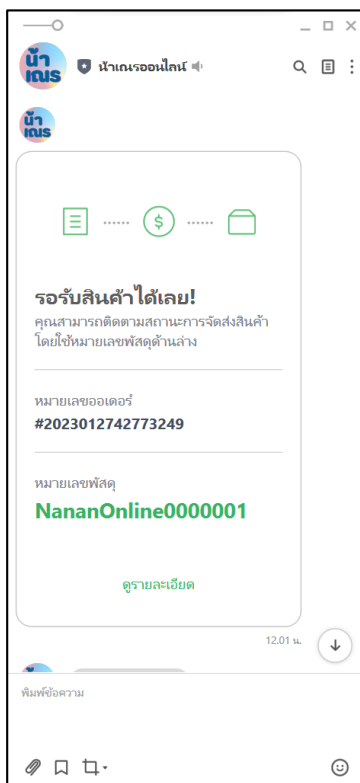 น้าเณรออนไลน์
น้า
เณร
น้า
เณร
$
รอรับสินค้าได้เลย!
คุณสามารถติดตามสถานะการจัดส่งสินค้า
โดยใช้หมายเลขพัสดุด้านล่าง
หมายเลขออเดอร์
#2023012742773249
หมายเลขพัสดุ
NananOnline0000001
ดูรายละเอียด
12.01 น.
พิมพ์ข้อความ